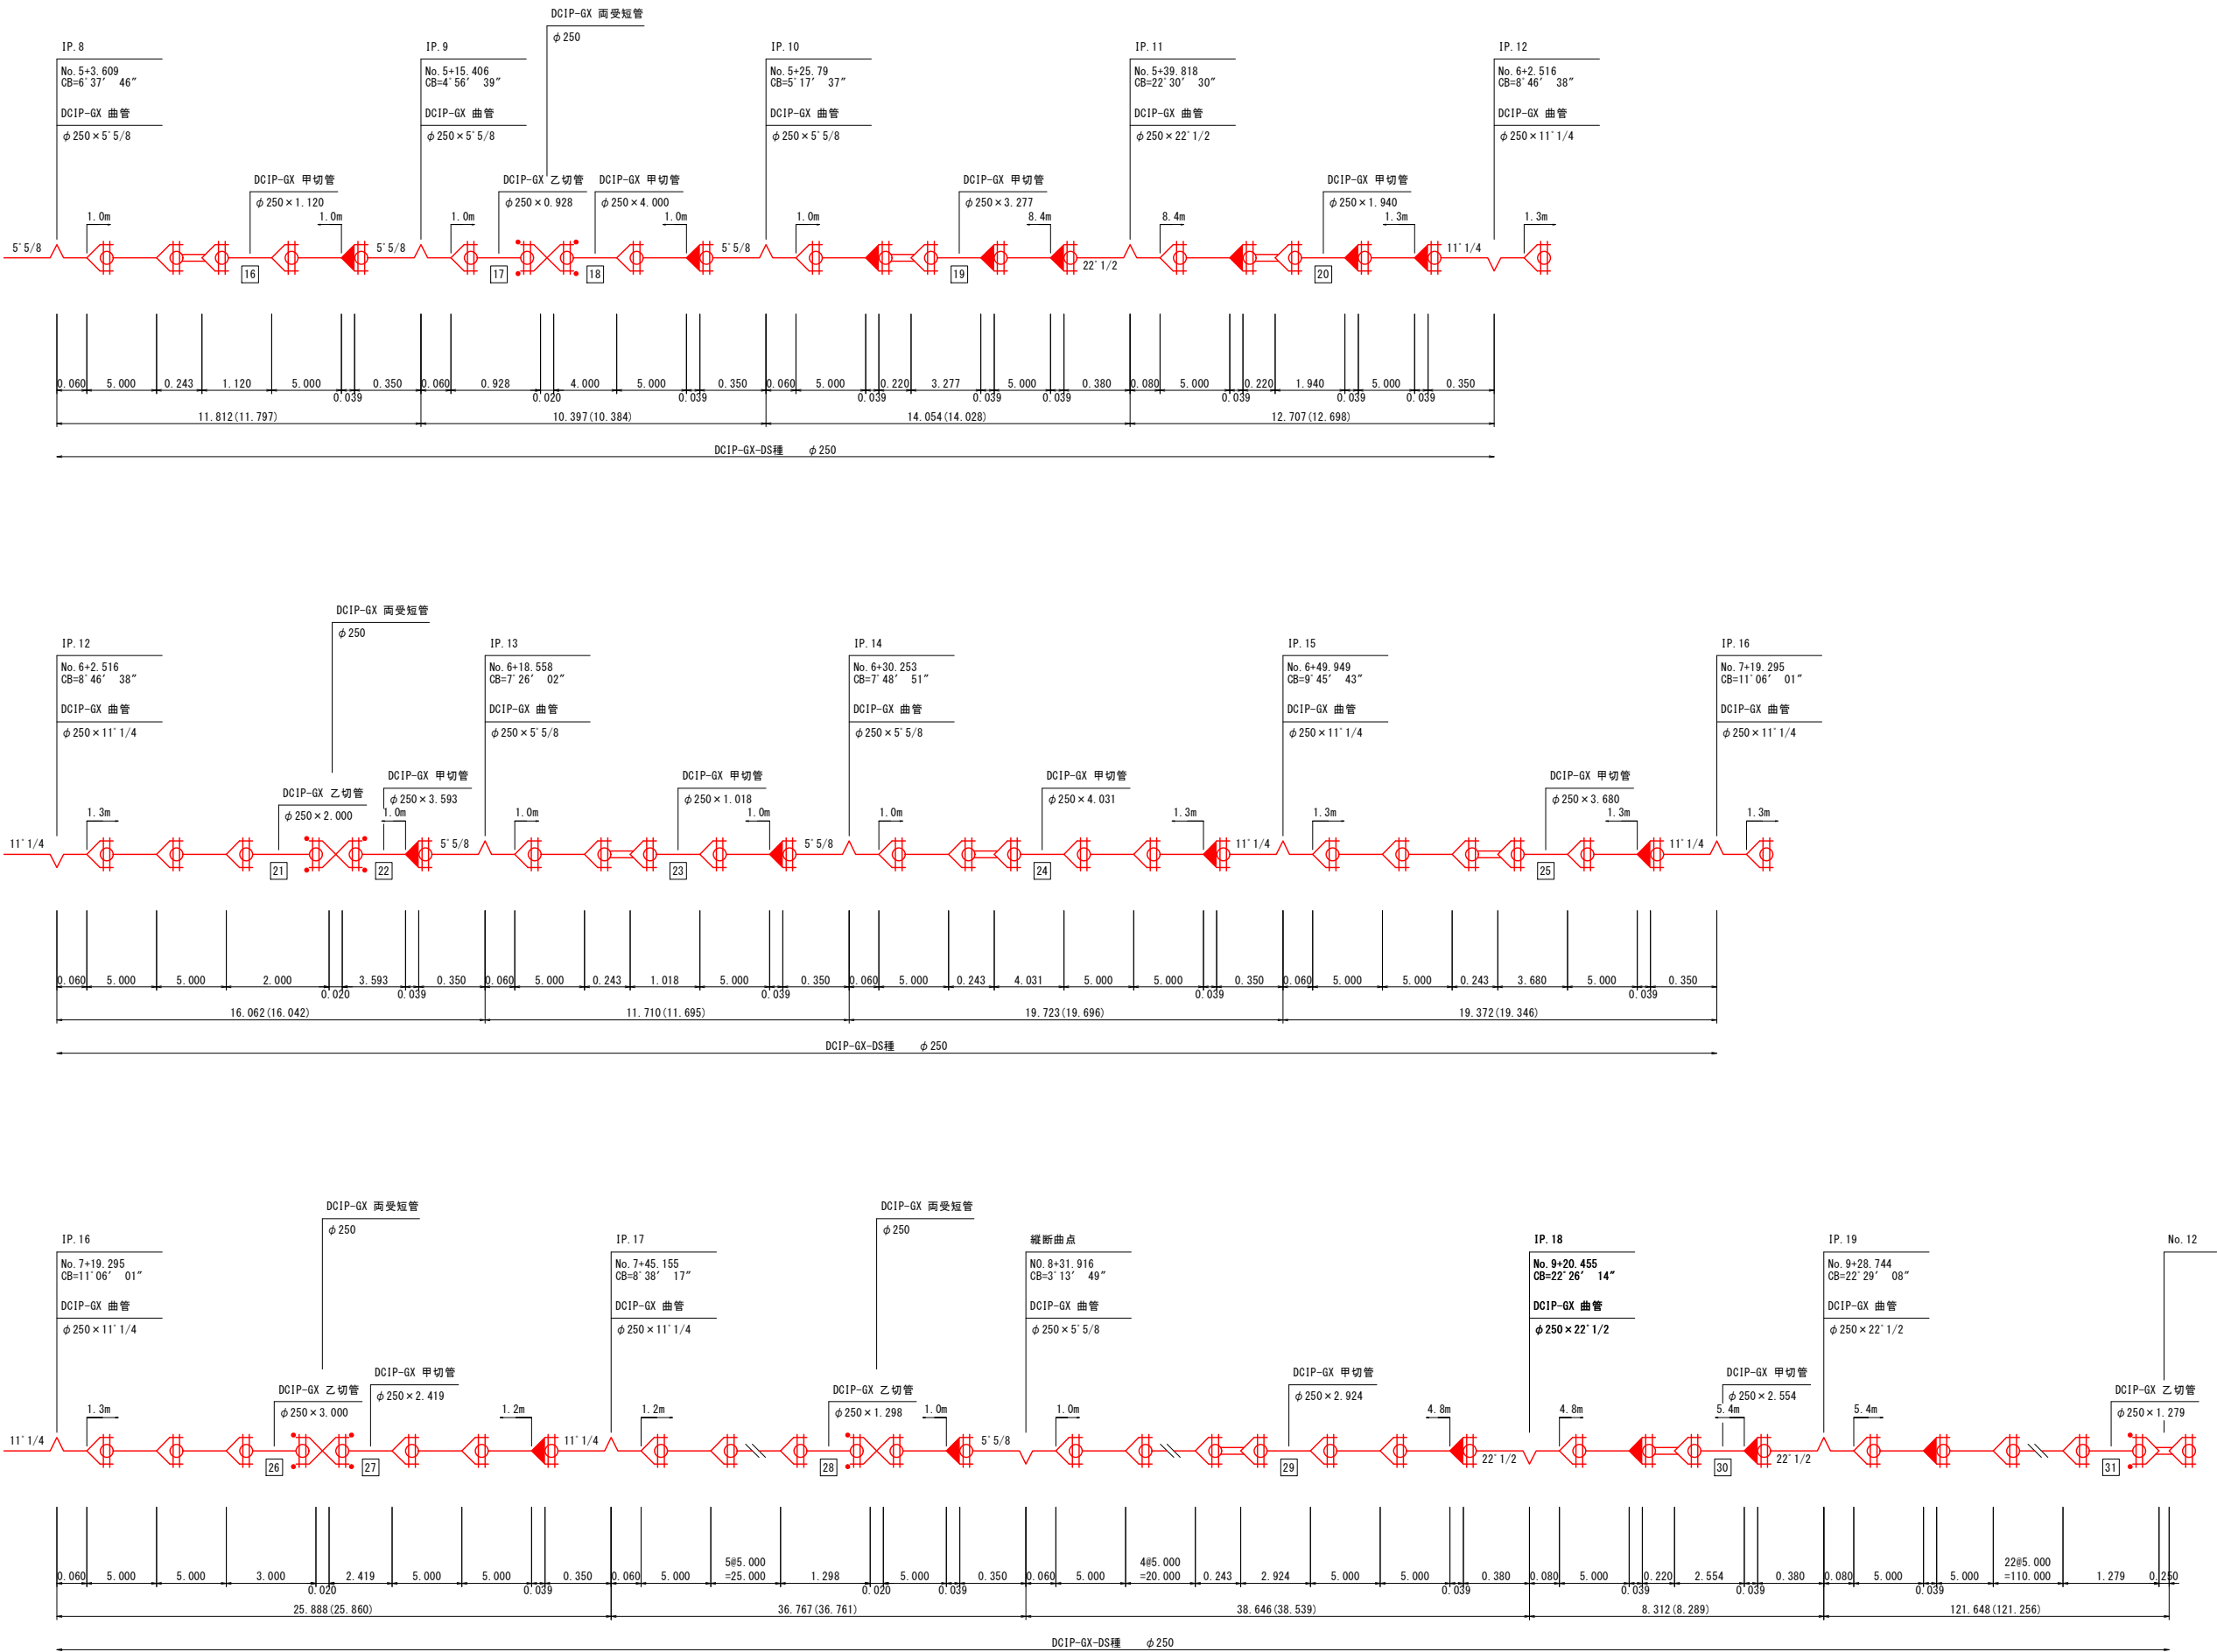 DCIP-GX 両受短管
φ250
IP.8
No.5+3.609
CB=6°37′ 46″
DCIP-GX 曲管
φ250×5°5/8
IP.9
No.5+15.406
CB=4°56′ 39″
DCIP-GX 曲管
φ250×5°5/8
IP.10
No.5+25.79
CB=5°17′ 37″
DCIP-GX 曲管
φ250×5°5/8
IP.11
No.5+39.818
CB=22°30′ 30″
DCIP-GX 曲管
φ250×22°1/2
IP.12
No.6+2.516
CB=8°46′ 38″
DCIP-GX 曲管
φ250×11°1/4
DCIP-GX 甲切管
φ250×1.120
DCIP-GX 乙切管
φ250×0.928
DCIP-GX 甲切管
φ250×4.000
DCIP-GX 甲切管
φ250×3.277
DCIP-GX 甲切管
φ250×1.940
1.0m 1.0m 1.0m 1.0m 1.0m 8.4m 8.4m 1.3m 1.3m
5°5/8 5°5/8 5°5/8 22°1/2 11°1/4
16 17 18 19 20
0.060 5.000 0.243 1.120 5.000 0.350 0.060 0.928 4.000 5.000 0.350 0.060 5.000 0.220 3.277 5.000 0.380 0.080 5.000 0.220 1.940 5.000 0.350
0.039 0.020 0.039 0.039 0.039 0.039 0.039 0.039 0.039
11.812(11.797) 10.397(10.384) 14.054(14.028) 12.707(12.698)
DCIP-GX-DS種 φ250
DCIP-GX 両受短管
φ250
IP.12
No.6+2.516
CB=8°46′ 38″
DCIP-GX 曲管
φ250×11°1/4
IP.13
No.6+18.558
CB=7°26′ 02″
DCIP-GX 曲管
φ250×5°5/8
IP.14
No.6+30.253
CB=7°48′ 51″
DCIP-GX 曲管
φ250×5°5/8
IP.15
No.6+49.949
CB=9°45′ 43″
DCIP-GX 曲管
φ250×11°1/4
IP.16
No.7+19.295
CB=11°06′ 01″
DCIP-GX 曲管
φ250×11°1/4
DCIP-GX 乙切管
φ250×2.000
DCIP-GX 甲切管
φ250×3.593
DCIP-GX 甲切管
φ250×1.018
DCIP-GX 甲切管
φ250×4.031
DCIP-GX 甲切管
φ250×3.680
1.3m 1.0m 1.0m 1.0m 1.0m 1.3m 1.3m 1.3m 1.3m
11°1/4 5°5/8 5°5/8 11°1/4 11°1/4
21 22 23 24 25
0.060 5.000 5.000 2.000 3.593 0.350 0.060 5.000 0.243 1.018 5.000 0.350 0.060 5.000 0.243 4.031 5.000 5.000 0.350 0.060 5.000 5.000 0.243 3.680 5.000 0.350
0.020 0.039 0.039 0.039 0.039
16.062(16.042) 11.710(11.695) 19.723(19.696) 19.372(19.346)
DCIP-GX-DS種 φ250
DCIP-GX 両受短管
φ250
DCIP-GX 両受短管
φ250
IP.16
No.7+19.295
CB=11°06′ 01″
DCIP-GX 曲管
φ250×11°1/4
IP.17
No.7+45.155
CB=8°38′ 17″
DCIP-GX 曲管
φ250×11°1/4
縦断曲点
NO.8+31.916
CB=3°13′ 49″
DCIP-GX 曲管
φ250×5°5/8
IP.18
No.9+20.455
CB=22°26′ 14″
DCIP-GX 曲管
φ250×22°1/2
IP.19
No.9+28.744
CB=22°29′ 08″
DCIP-GX 曲管
φ250×22°1/2
No.12
DCIP-GX 乙切管
φ250×3.000
DCIP-GX 甲切管
φ250×2.419
DCIP-GX 乙切管
φ250×1.298
DCIP-GX 甲切管
φ250×2.924
DCIP-GX 甲切管
φ250×2.554
DCIP-GX 乙切管
φ250×1.279
1.3m 1.2m 1.2m 1.0m 1.0m 4.8m 4.8m 5.4m 5.4m
11°1/4 11°1/4 5°5/8 22°1/2 22°1/2
26 27 28 29 30 31
5@5.000 4@5.000 22@5.000
0.060 5.000 5.000 3.000 2.419 5.000 5.000 0.350 0.060 5.000 =25.000 1.298 5.000 0.350 0.060 5.000 =20.000 0.243 2.924 5.000 5.000 0.380 0.080 5.000 0.220 2.554 0.380 0.080 5.000 5.000 =110.000 1.279 0.250
0.020 0.039 0.020 0.039 0.039 0.039 0.039 0.039
25.888(25.860) 36.767(36.761) 38.646(38.539) 8.312(8.289) 121.648(121.256)
DCIP-GX-DS種 φ250